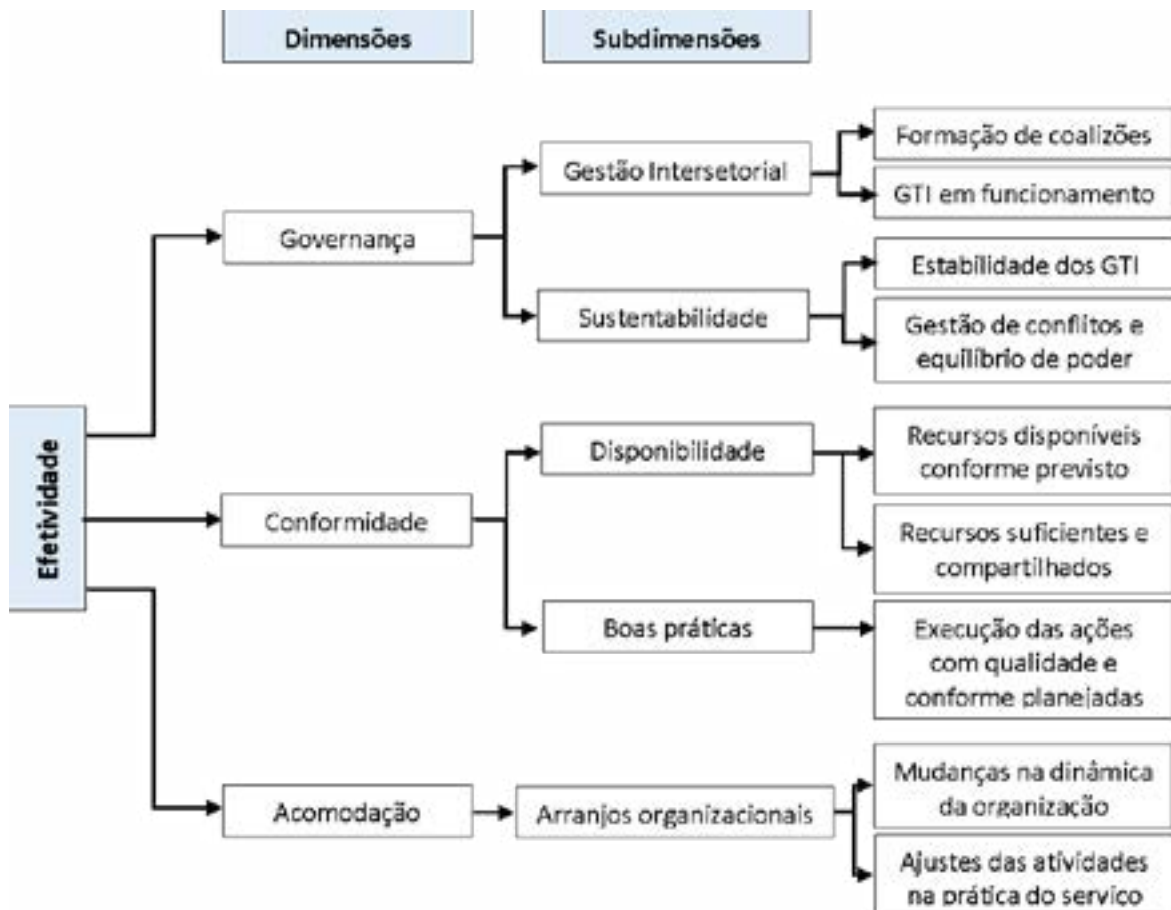 Dimensões
Subdimensões
Efetividade
Governança
Gestão Intersetorial
Formação de coalizões
GTI em funcionamento
Sustentabilidade
Estabilidade dos GTI
Gestão de conflitos e
equilíbrio de poder
Conformidade
Disponibilidade
Recursos disponíveis
conforme previsto
Recursos suficientes e
compartilhados
Boas práticas
Execução das ações
com qualidade e
conforme planejadas
Acomodação
Arranjos organizacionais
Mudanças na dinâmica
da organização
Ajustes das atividades
na prática do serviço